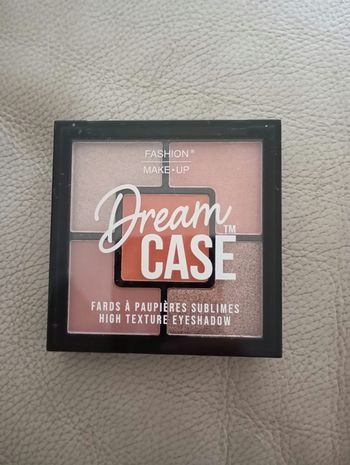 FASHION®
MAKE•UP
Dream
CASE™
FARDS À PAUPIÈRES SUBLIMES
HIGH TEXTURE EYESHADOW